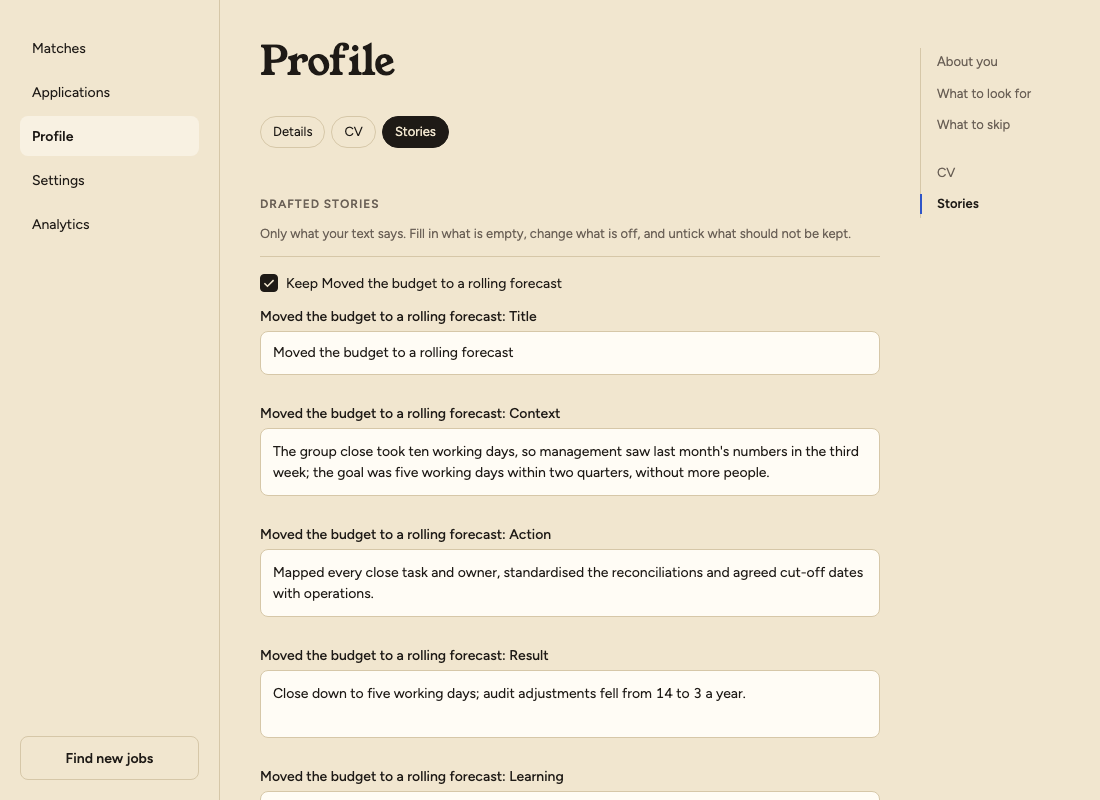 Matches
Applications
Profile
Settings
Analytics
Find new jobs
Profile
Details
CV
Stories
DRAFTED STORIES
Only what your text says. Fill in what is empty, change what is off, and untick what should not be kept.
Keep Moved the budget to a rolling forecast
Moved the budget to a rolling forecast: Title
Moved the budget to a rolling forecast
Moved the budget to a rolling forecast: Context
The group close took ten working days, so management saw last month's numbers in the third
week; the goal was five working days within two quarters, without more people.
Moved the budget to a rolling forecast: Action
Mapped every close task and owner, standardised the reconciliations and agreed cut-off dates
with operations.
Moved the budget to a rolling forecast: Result
Close down to five working days; audit adjustments fell from 14 to 3 a year.
Moved the budget to a rolling forecast: Learning
About you
What to look for
What to skip
CV
Stories